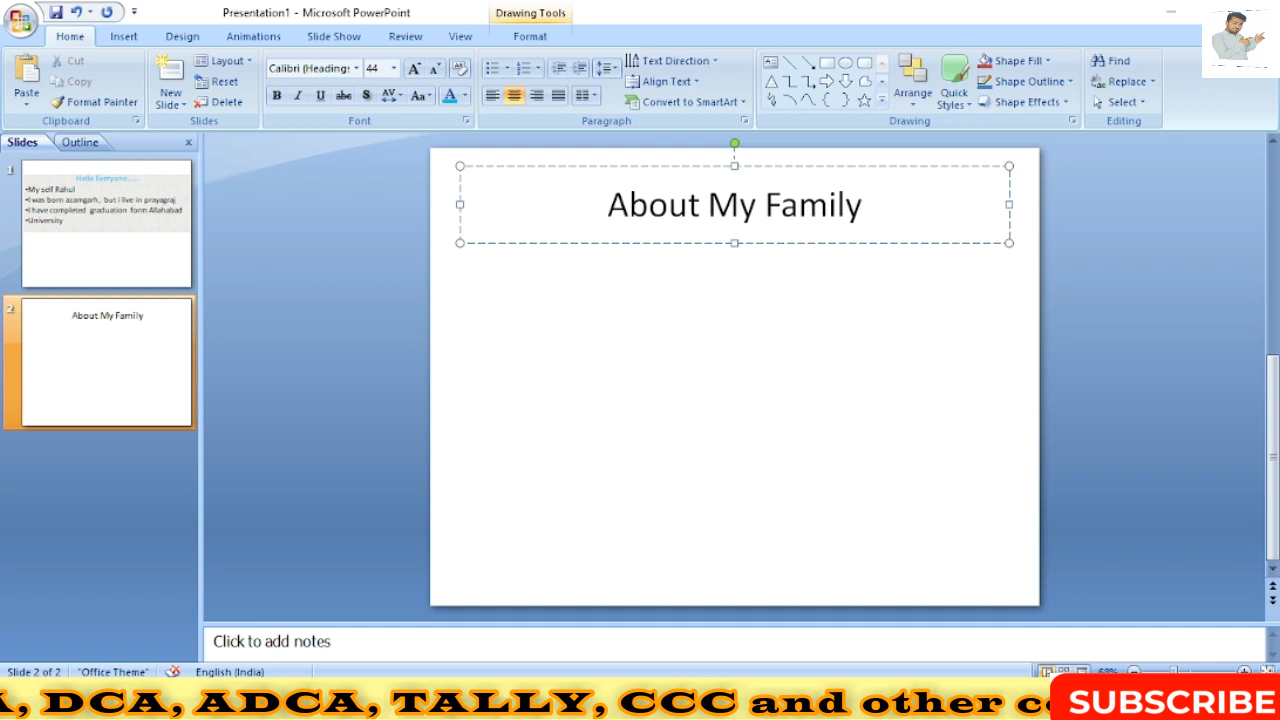 Presentation1 - Microsoft PowerPoint
Drawing Tools
Home Insert Design Animations Slide Show Review View Format
Paste
Cut
Copy
Format Painter
Clipboard
New Slide
Layout
Reset
Delete
Slides
Calibri (Headings) 44
B I U abc S AV Aa A
Font
Text Direction
Align Text
Convert to SmartArt
Paragraph
Arrange
Quick Styles
Shape Fill
Shape Outline
Shape Effects
Drawing
Find
Replace
Select
Editing
Slides Outline
1
Hello Everyone.....
•My self Rahul
•I was born azamgarh, but i live in prayagraj
•I have completed graduation form Allahabad
•University
2
About My Family
About My Family
Click to add notes
Slide 2 of 2 "Office Theme" English (India)
A, DCA, ADCA, TALLY, CCC and other
SUBSCRIBE